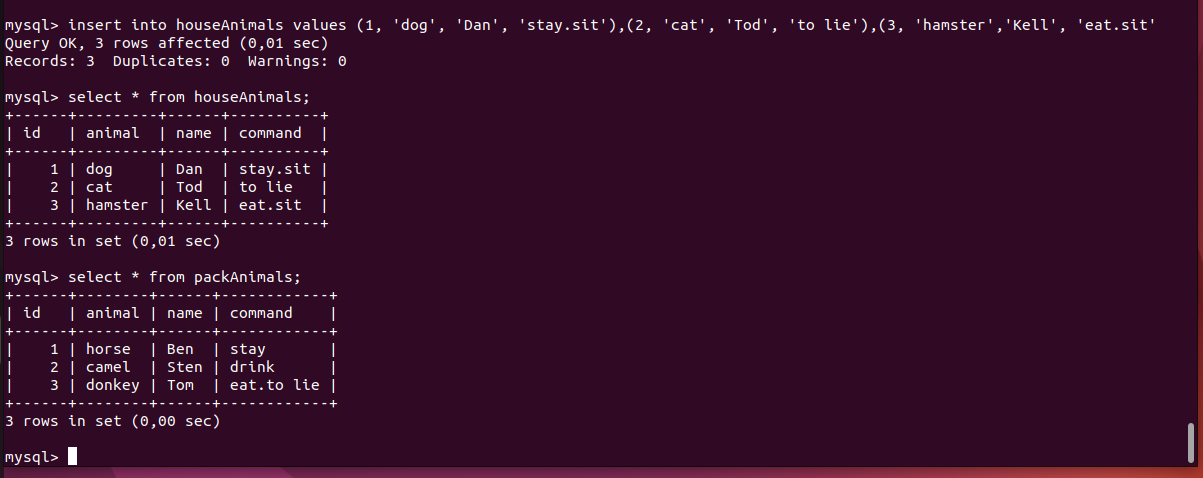 mysql> insert into houseAnimals values (1, 'dog', 'Dan', 'stay.sit'),(2, 'cat', 'Tod', 'to lie'),(3, 'hamster','Kell', 'eat.sit'
Query OK, 3 rows affected (0,01 sec)
Records: 3  Duplicates: 0  Warnings: 0

mysql> select * from houseAnimals;
+------+---------+------+----------+
| id   | animal  | name | command  |
+------+---------+------+----------+
|    1 | dog     | Dan  | stay.sit |
|    2 | cat     | Tod  | to lie   |
|    3 | hamster | Kell | eat.sit  |
+------+---------+------+----------+
3 rows in set (0,01 sec)

mysql> select * from packAnimals;
+------+--------+------+------------+
| id   | animal | name | command    |
+------+--------+------+------------+
|    1 | horse  | Ben  | stay       |
|    2 | camel  | Sten | drink      |
|    3 | donkey | Tom  | eat.to lie |
+------+--------+------+------------+
3 rows in set (0,00 sec)

mysql>